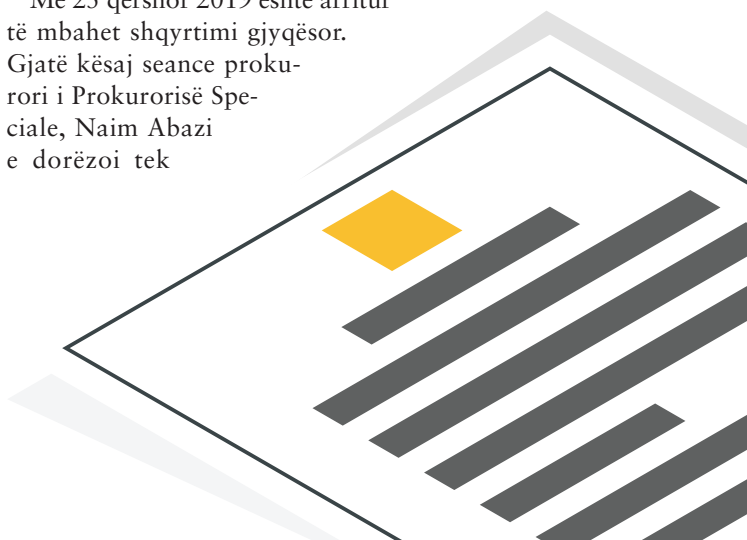 Më 25 qershor 2019 është arritur
të mbahet shqyrtimi gjyqësor.
Gjatë kësaj seance proku-
rori i Prokurorisë Spe-
ciale, Naim Abazi
e dorëzoi tek